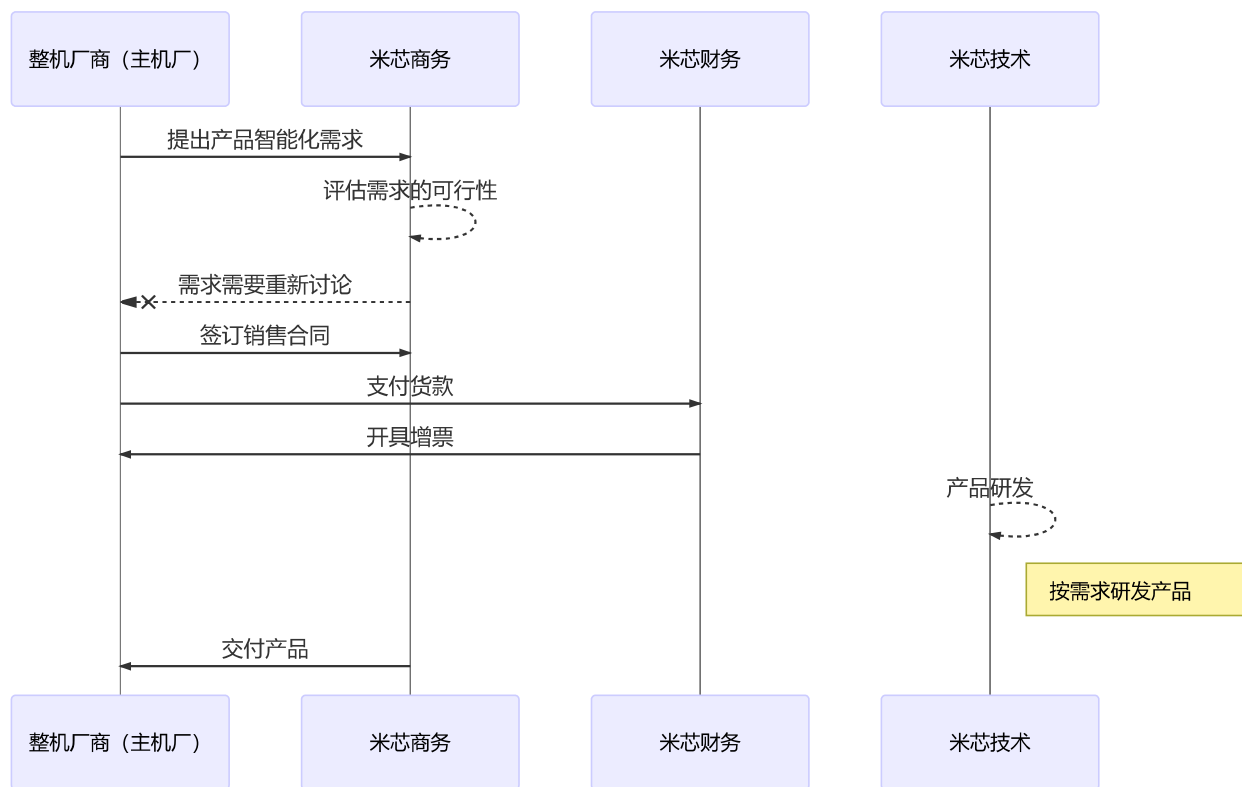 整机厂商（主机厂）
米芯商务
米芯财务
米芯技术
提出产品智能化需求
评估需求的可行性
需求需要重新讨论
签订销售合同
支付货款
开具增票
产品研发
按需求研发产品
交付产品
整机厂商（主机厂）
米芯商务
米芯财务
米芯技术